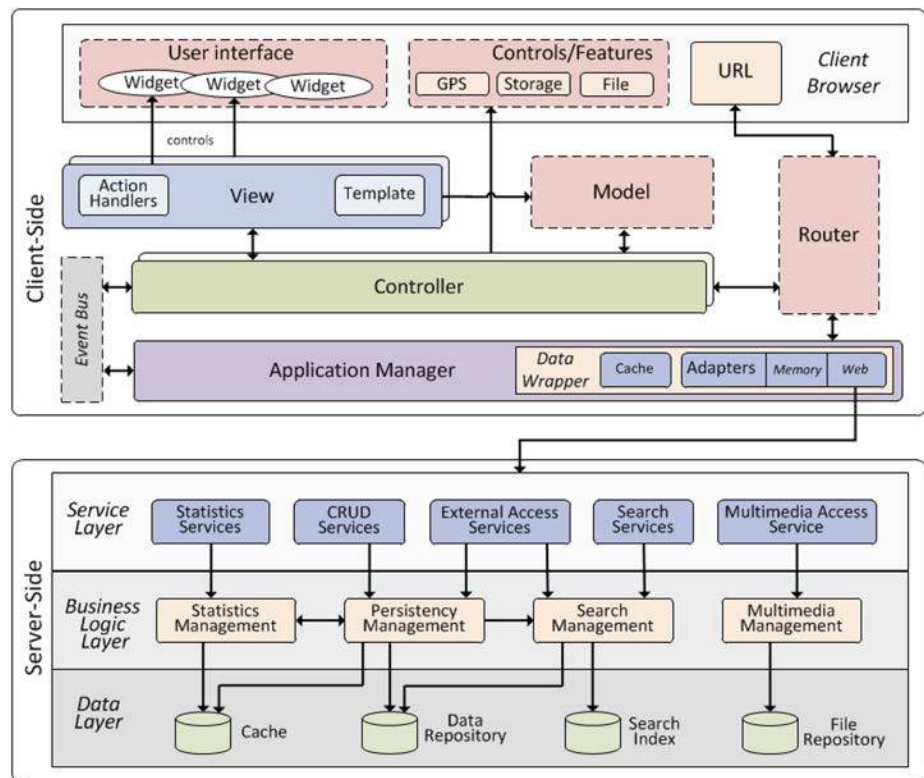 User interface
Widget
Widget
Widget
Controls/Features
GPS
Storage
File
URL
Client
Browser
controls
Action
Handlers
View
Template
Model
Router
Client-Side
Controller
Event Bus
Application Manager
Data
Wrapper
Cache
Adapters
Memory
Web
Server-Side
Service
Layer
Statistics
Services
CRUD
Services
External Access
Services
Search
Services
Multimedia Access
Service
Business
Logic
Layer
Statistics
Management
Persistency
Management
Search
Management
Multimedia
Management
Data
Layer
Cache
Data
Repository
Search
Index
File
Repository